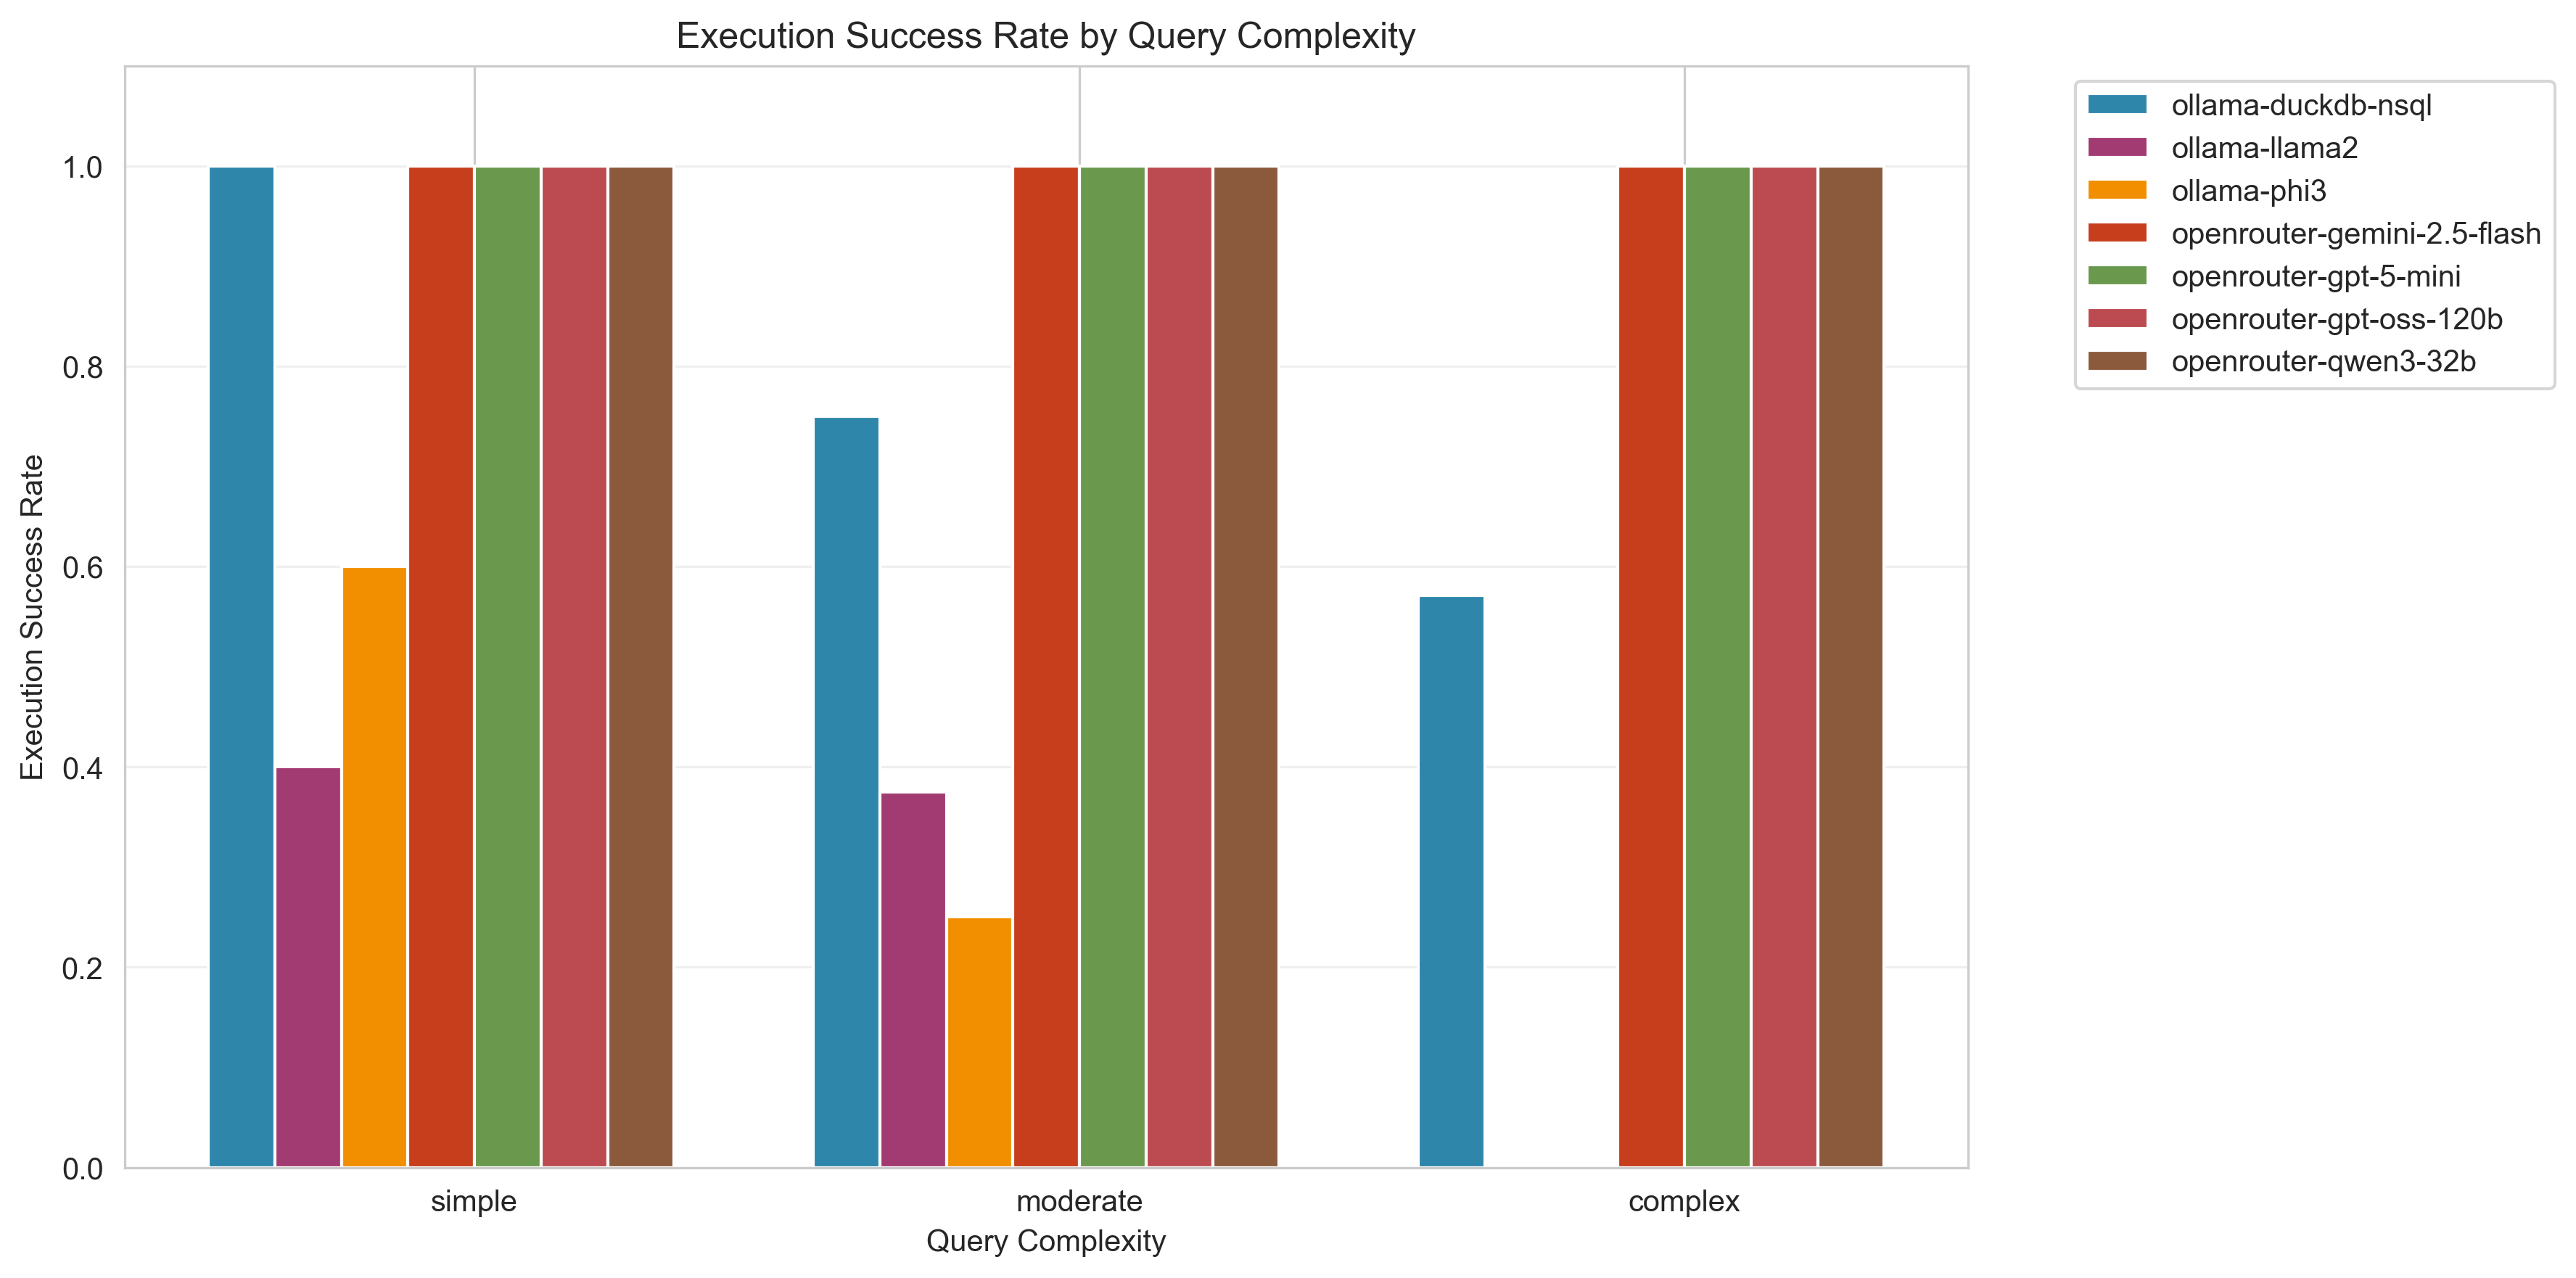 Execution Success Rate by Query Complexity
ollama-duckdb-nsql
ollama-llama2
ollama-phi3
openrouter-gemini-2.5-flash
openrouter-gpt-5-mini
openrouter-gpt-oss-120b
openrouter-qwen3-32b
Execution Success Rate
1.0
0.8
0.6
0.4
0.2
0.0
simple
moderate
complex
Query Complexity